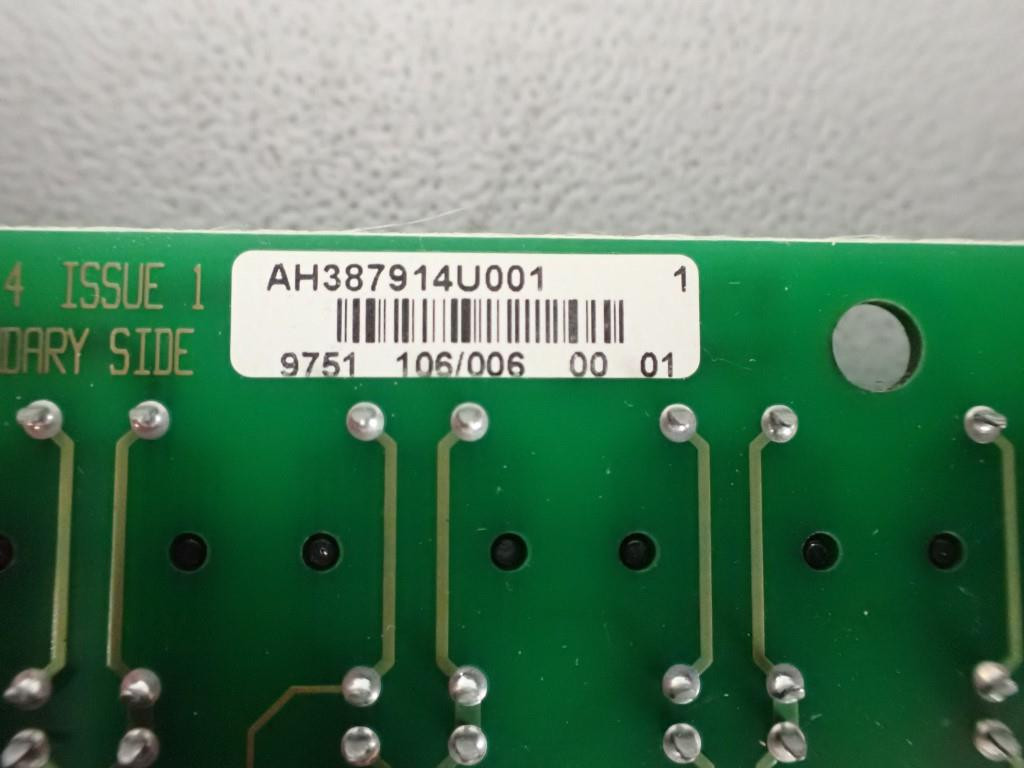 4 ISSUE 1
DARY SIDE
AH387914U001 1
9751 106/006 00 01